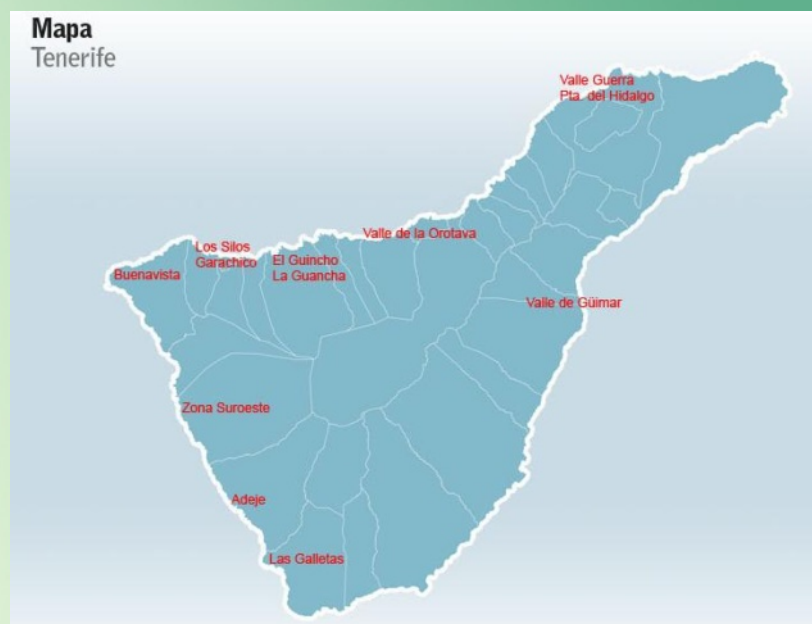 Mapa
Tenerife
Valle Guerra
Pta. del Hidalgo
Valle de la Orotava
Los Silos
Garachico
El Guincho
La Guancha
Buenavista
Valle de Güimar
Zona Suroeste
Adeje
Las Galletas